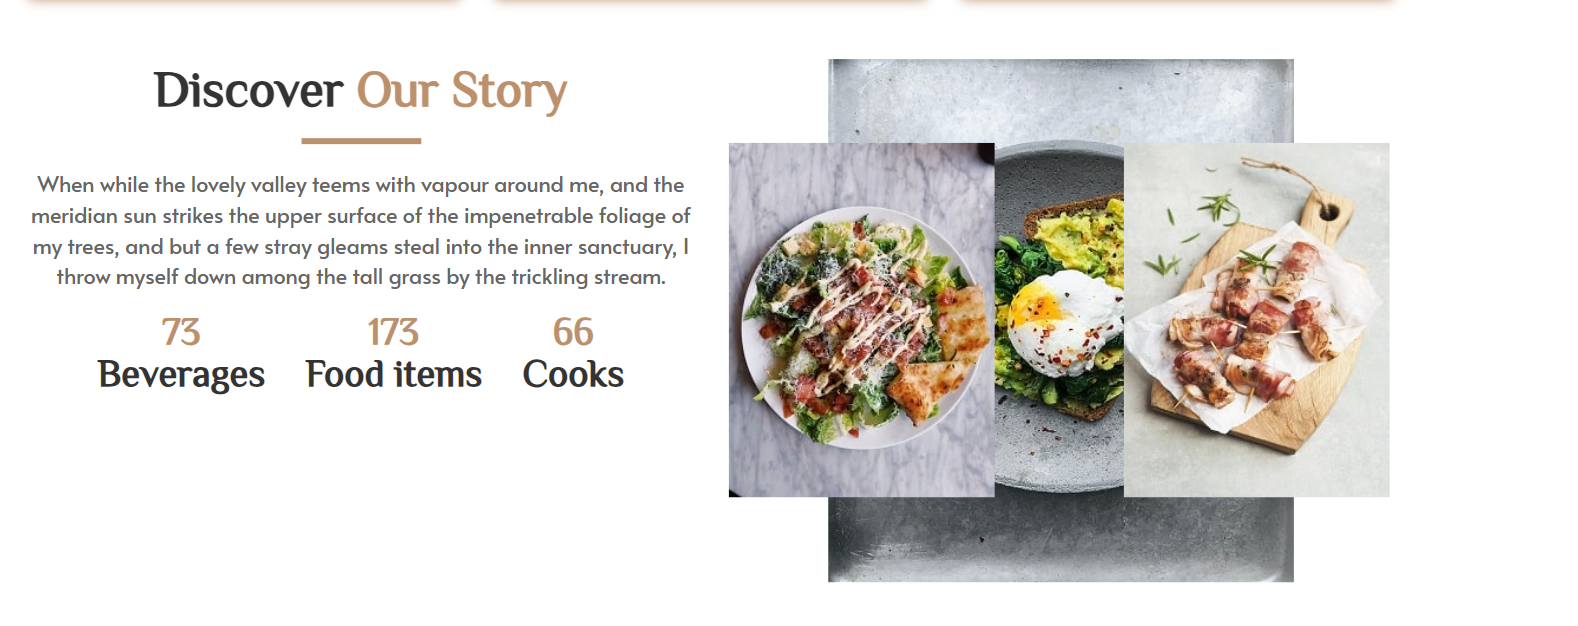 Discover Our Story
When while the lovely valley teems with vapour around me, and the
meridian sun strikes the upper surface of the impenetrable foliage of
my trees, and but a few stray gleams steal into the inner sanctuary, I
throw myself down among the tall grass by the trickling stream.
73 173 66
Beverages Food items Cooks